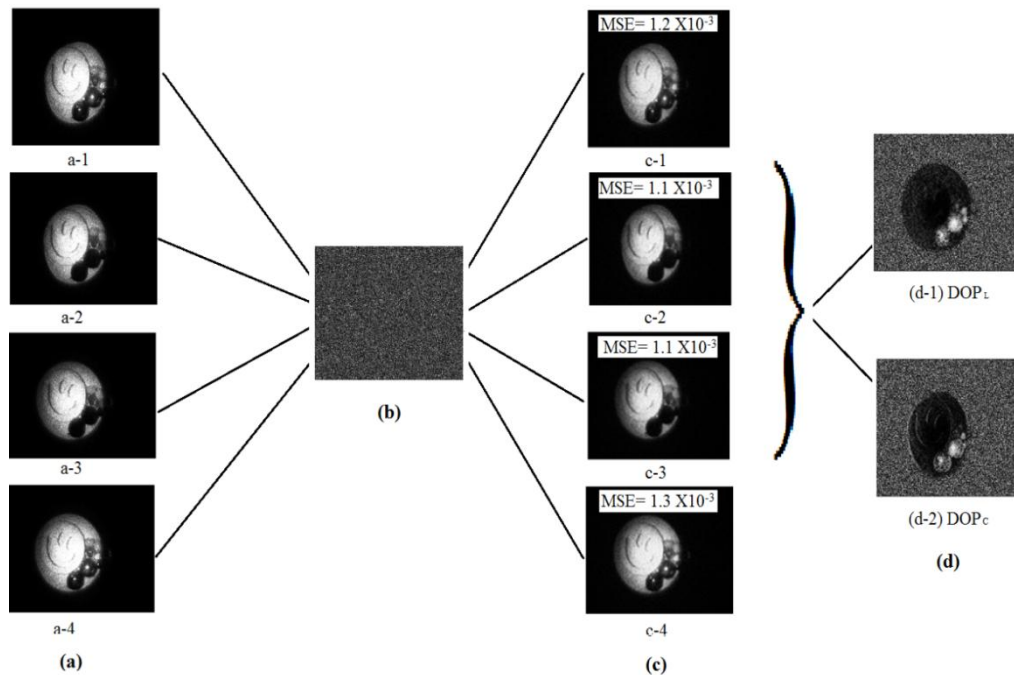 a-1
a-2
a-3
a-4
(a)
(b)
MSE= 1.2 X10-3
c-1
MSE= 1.1 X10-3
c-2
MSE= 1.1 X10-3
c-3
MSE= 1.3 X10-3
c-4
(c)
(d-1) DOPL
(d-2) DOPC
(d)